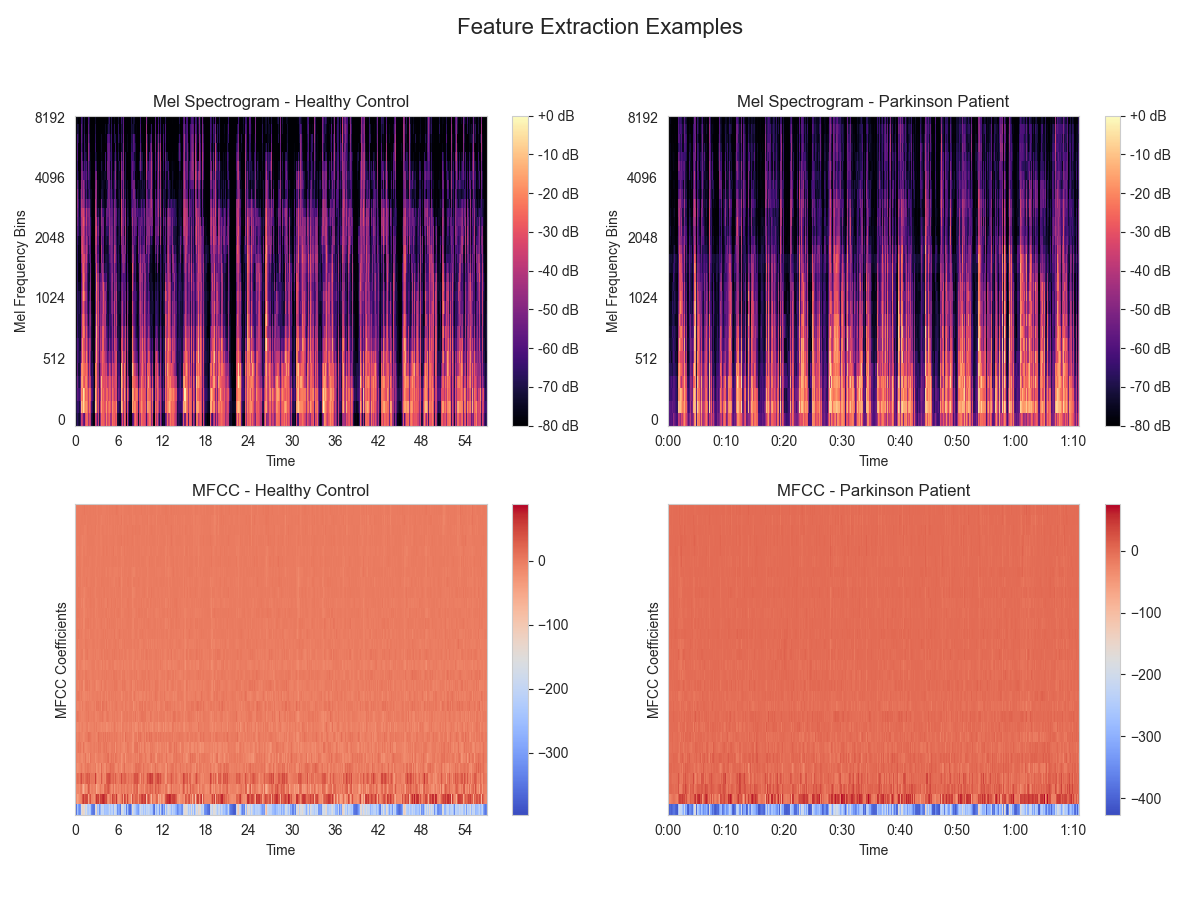 Feature Extraction Examples
Mel Spectrogram - Healthy Control
Mel Frequency Bins
8192
4096
2048
1024
512
0
0 6 12 18 24 30 36 42 48 54
Time
+0 dB
-10 dB
-20 dB
-30 dB
-40 dB
-50 dB
-60 dB
-70 dB
-80 dB
Mel Spectrogram - Parkinson Patient
Mel Frequency Bins
8192
4096
2048
1024
512
0
0:00 0:10 0:20 0:30 0:40 0:50 1:00 1:10
Time
+0 dB
-10 dB
-20 dB
-30 dB
-40 dB
-50 dB
-60 dB
-70 dB
-80 dB
MFCC - Healthy Control
MFCC Coefficients
0 6 12 18 24 30 36 42 48 54
Time
0
−100
−200
−300
MFCC - Parkinson Patient
MFCC Coefficients
0:00 0:10 0:20 0:30 0:40 0:50 1:00 1:10
Time
0
−100
−200
−300
−400